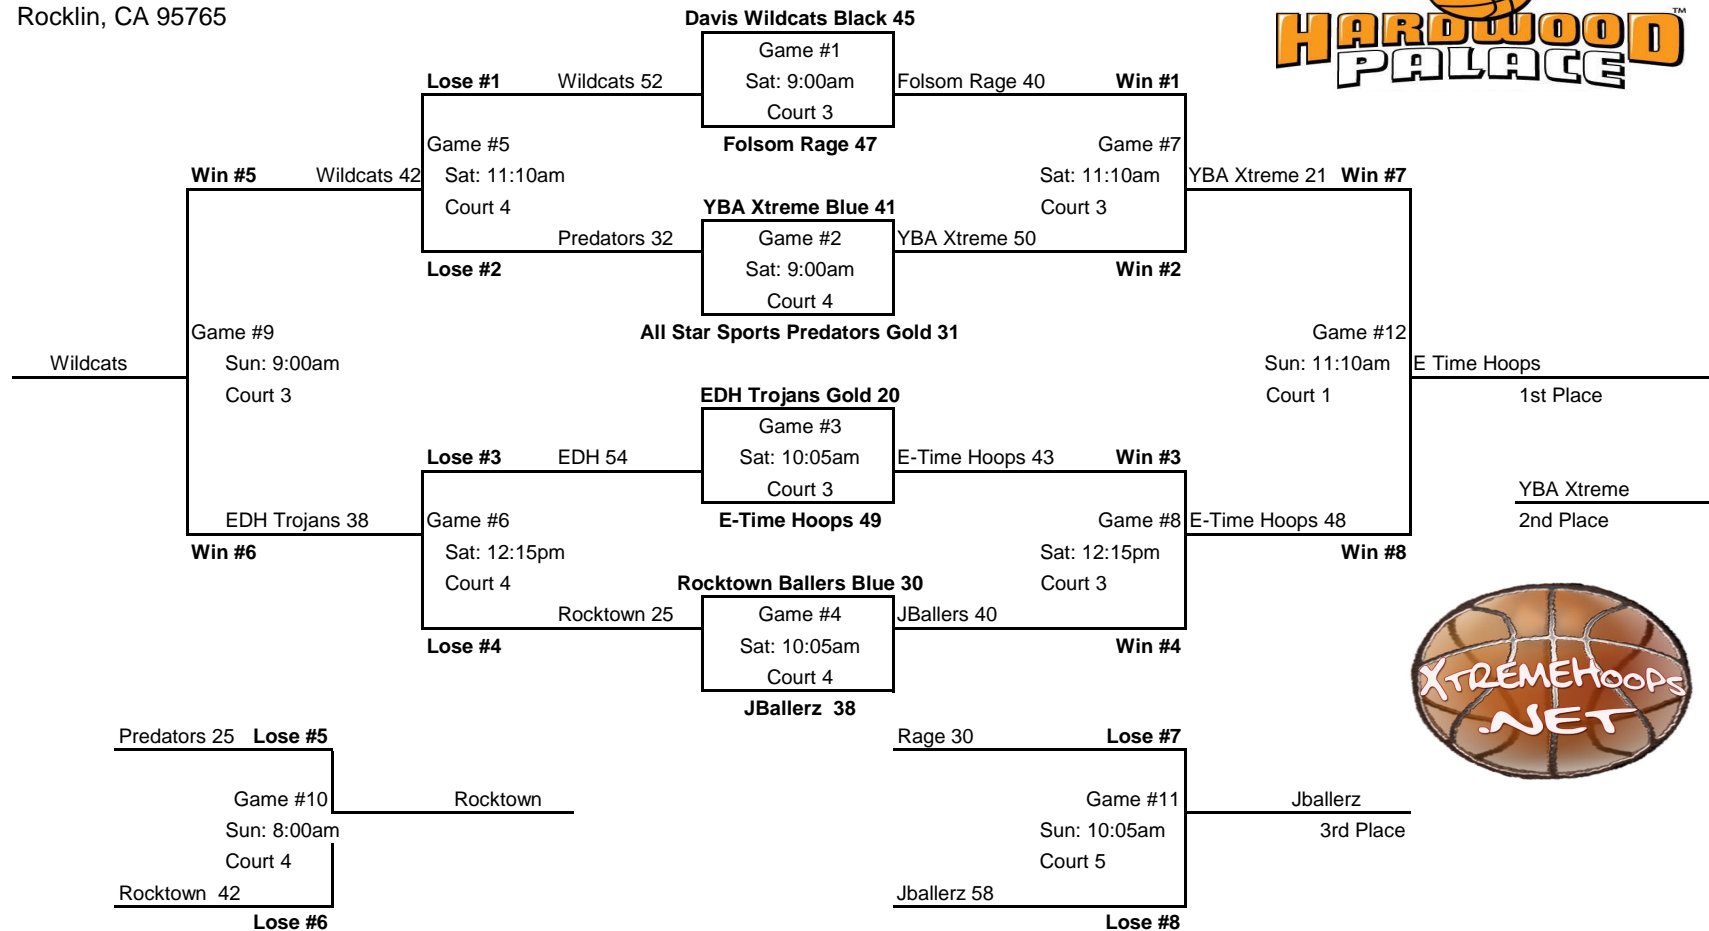 Rocklin, CA 95765
Davis Wildcats Black 45
HARDWOOD
PALACE
TM
Game #1
Lose #1 Wildcats 52 Sat: 9:00am Folsom Rage 40 Win #1
Court 3
Game #5 Folsom Rage 47 Game #7
Win #5 Wildcats 42 Sat: 11:10am Sat: 11:10am YBA Xtreme 21 Win #7
Court 4 YBA Xtreme Blue 41 Court 3
Predators 32 Game #2 YBA Xtreme 50
Lose #2 Sat: 9:00am Win #2
Court 4
Game #9 All Star Sports Predators Gold 31 Game #12
Wildcats Sun: 9:00am Sun: 11:10am E Time Hoops
Court 3 EDH Trojans Gold 20 Court 1 1st Place
Game #3
Lose #3 EDH 54 Sat: 10:05am E-Time Hoops 43 Win #3
Court 3 YBA Xtreme
EDH Trojans 38 Game #6 E-Time Hoops 49 Game #8 E-Time Hoops 48 2nd Place
Win #6 Sat: 12:15pm Sat: 12:15pm Win #8
Court 4 Rocktown Ballers Blue 30 Court 3
Rocktown 25 Game #4 JBallers 40
Lose #4 Sat: 10:05am Win #4
Court 4
XTREMEHOOPS
.NET
JBallerz 38
Predators 25 Lose #5 Rage 30 Lose #7
Game #10 Rocktown Game #11 Jballerz
Sun: 8:00am Sun: 10:05am 3rd Place
Court 4 Court 5
Rocktown 42 Jballerz 58
Lose #6 Lose #8